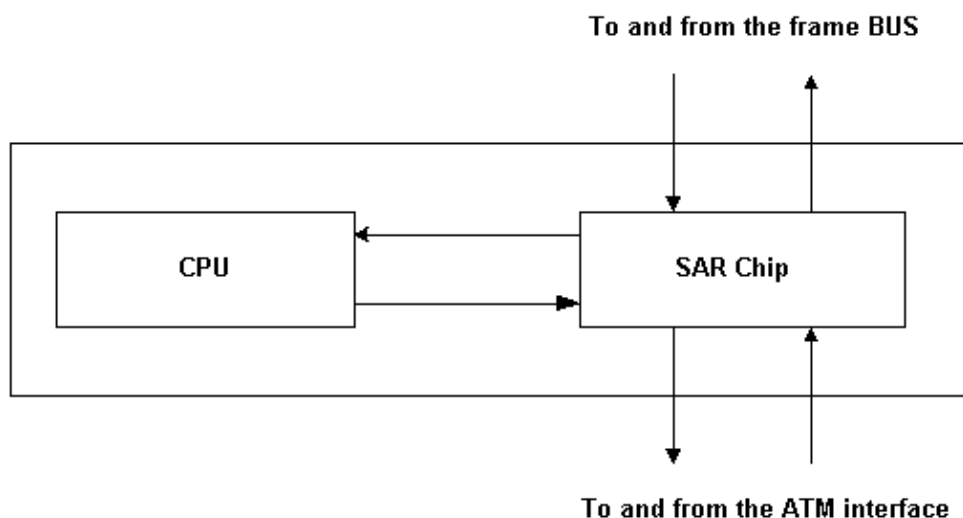 To and from the frame BUS
CPU
SAR Chip
To and from the ATM interface